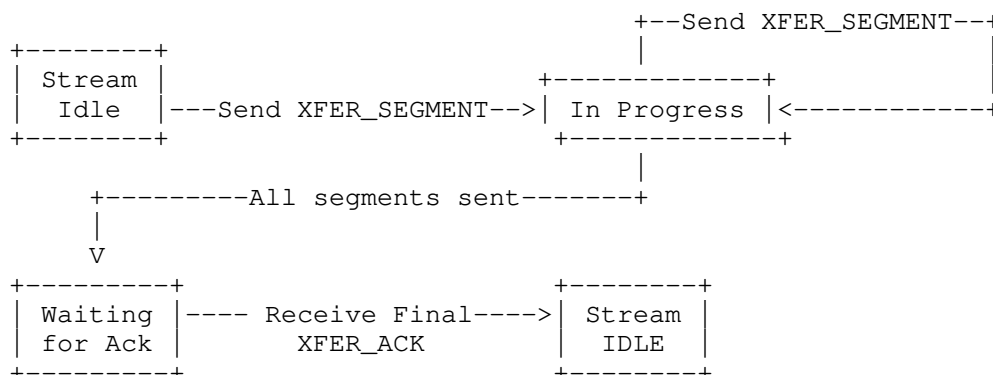 +--Send XFER_SEGMENT--+
+--------+ | |
| Stream | +-------------+ |
| Idle |---Send XFER_SEGMENT-->| In Progress |<------------+
+--------+ +-------------+
|
+---------All segments sent-------+
|
V
+---------+ +--------+
| Waiting |---- Receive Final---->| Stream |
| for Ack | XFER_ACK | IDLE |
+---------+ +--------+